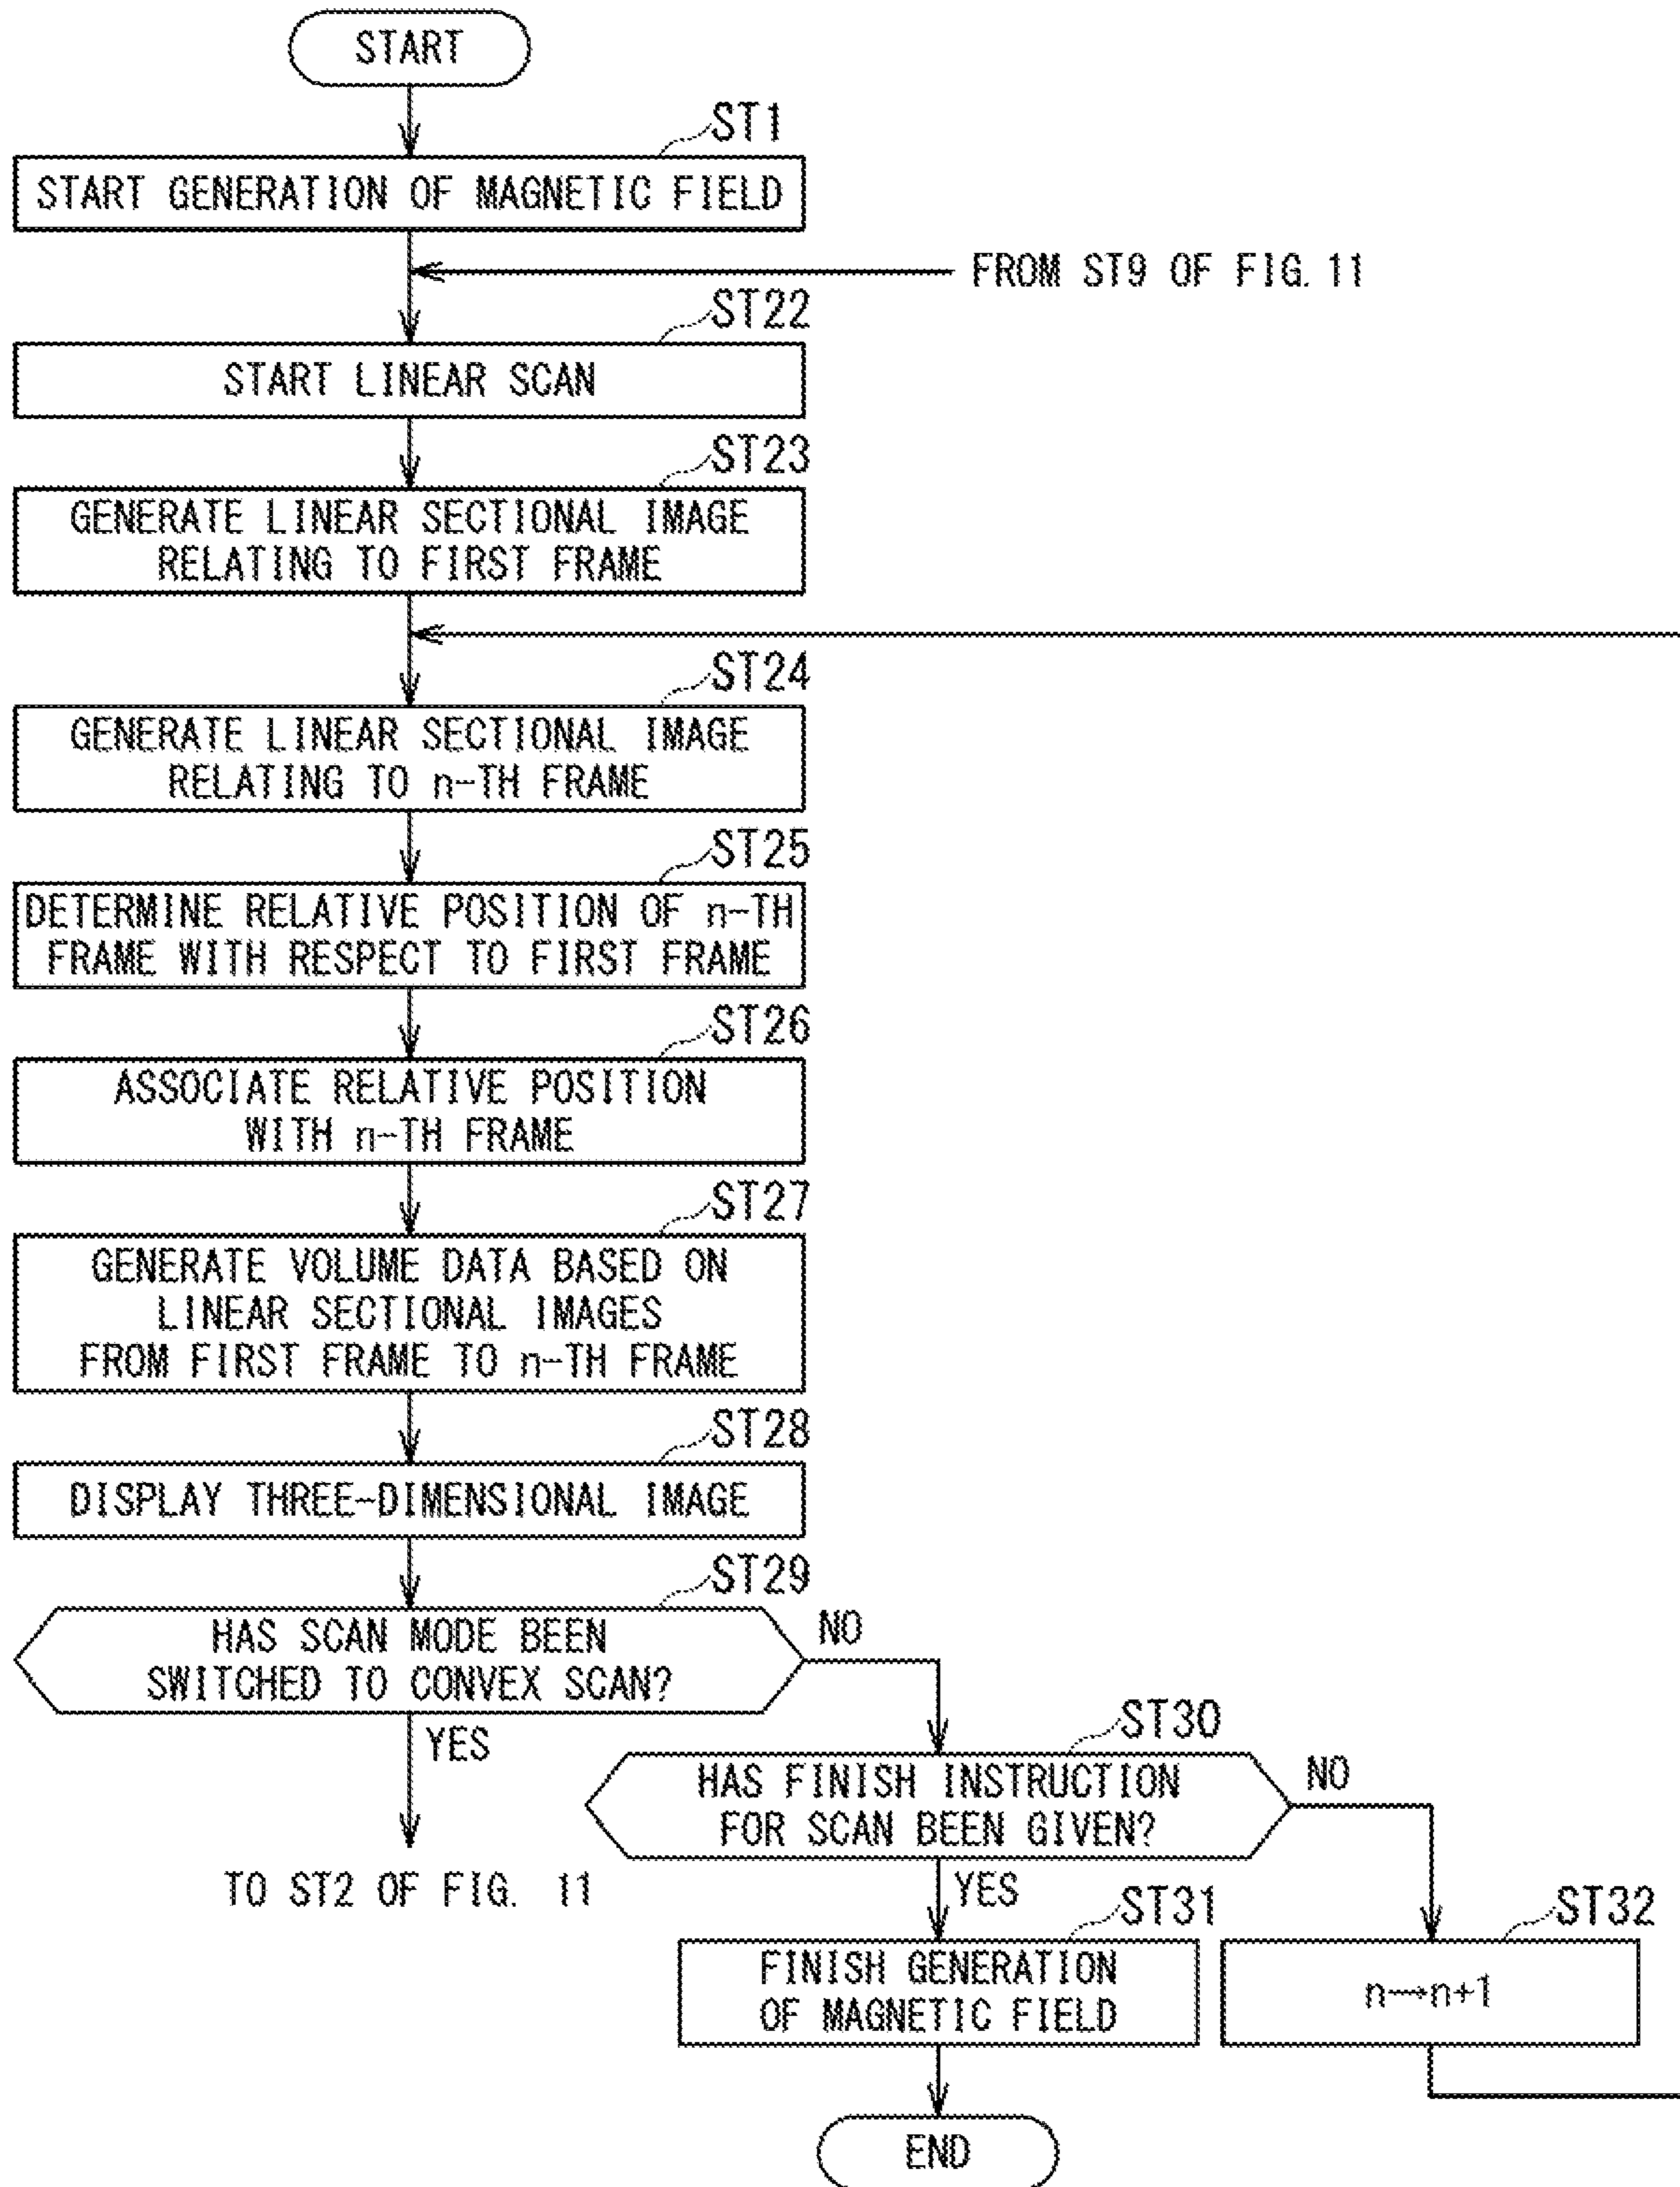 START
ST1
START GENERATION OF MAGNETIC FIELD
FROM ST9 OF FIG. 11
ST22
START LINEAR SCAN
ST23
GENERATE LINEAR SECTIONAL IMAGE
RELATING TO FIRST FRAME
ST24
GENERATE LINEAR SECTIONAL IMAGE
RELATING TO n-TH FRAME
ST25
DETERMINE RELATIVE POSITION OF n-TH
FRAME WITH RESPECT TO FIRST FRAME
ST26
ASSOCIATE RELATIVE POSITION
WITH n-TH FRAME
ST27
GENERATE VOLUME DATA BASED ON
LINEAR SECTIONAL IMAGES
FROM FIRST FRAME TO n-TH FRAME
ST28
DISPLAY THREE-DIMENSIONAL IMAGE
ST29
HAS SCAN MODE BEEN
SWITCHED TO CONVEX SCAN?
NO
YES
TO ST2 OF FIG. 11
ST30
HAS FINISH INSTRUCTION
FOR SCAN BEEN GIVEN?
NO
YES
ST31
FINISH GENERATION
OF MAGNETIC FIELD
ST32
n→n+1
END